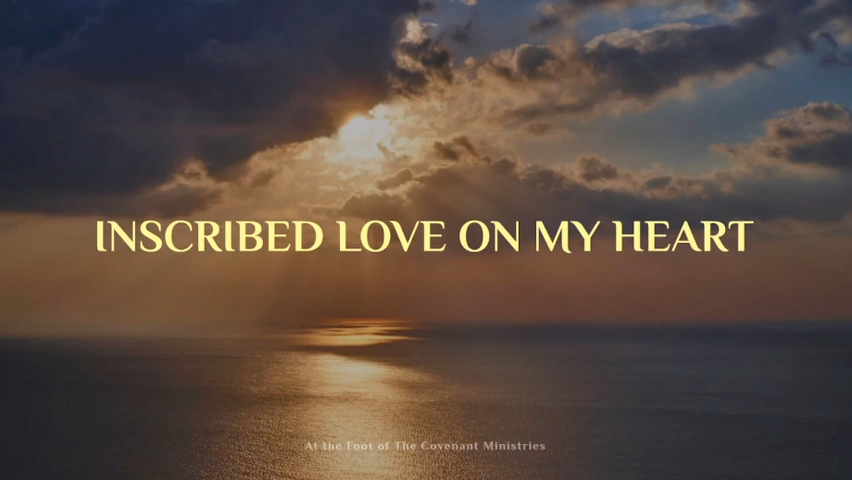 INSCRIBED LOVE ON MY HEART
At the Foot of The Covenant Ministries